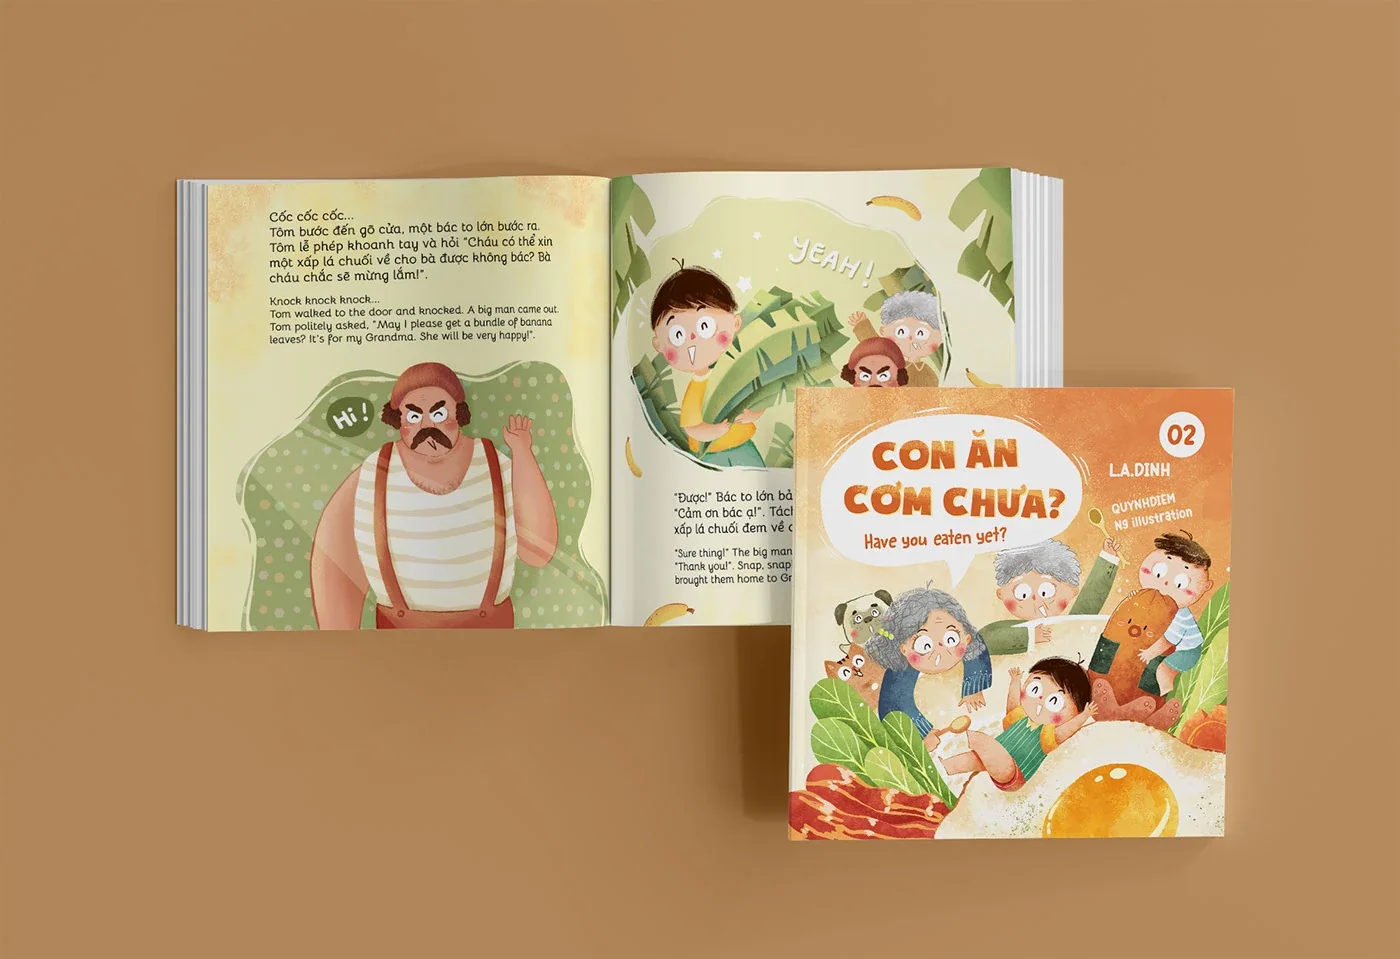 Cốc cốc cốc...
Tôm bước đến gõ cửa, một bác to lớn bước ra.
Tôm lễ phép khoanh tay và hỏi "Cháu có thể xin
một xấp lá chuối về cho bà được không bác? Bà
cháu chắc sẽ mừng lắm!".
Knock knock knock...
Tom walked to the door and knocked. A big man came out.
Tom politely asked, "May I please get a bundle of banana
leaves? It's for my Grandma. She will be very happy!".
Hi!
YEAH!
"Được!" Bác to lớn
"Cảm ơn bác ạ!".
xấp lá chuối đem về
"Sure thing!" The big man
"Thank you!". Snap, snap
brought them home to
CON ĂN
CƠM CHƯA?
Have you eaten yet?
02
L.A.DINH
QUYNHDIEM
Ng illustration